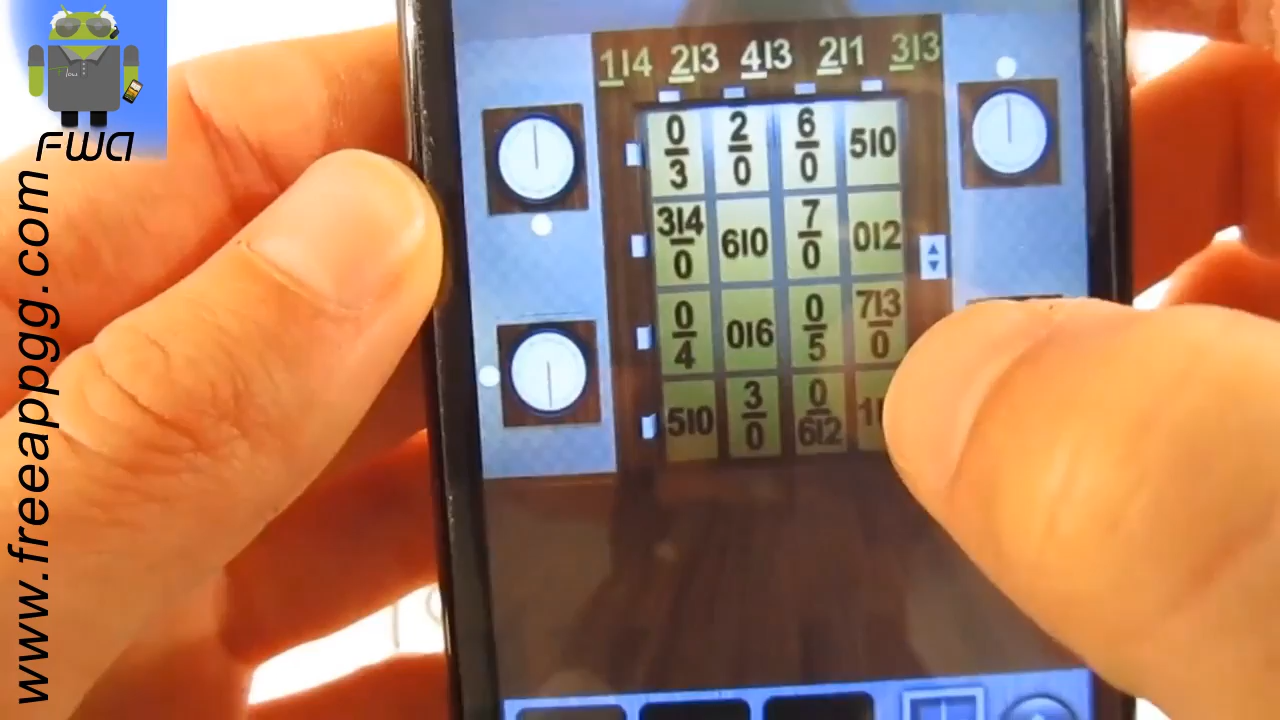 Flow
FWA
www.freeappgg.com
1|4 2|3 4|3 2|1 3|3
0/3 2/0 6/0 5|0
3|4/0 6|0 7/0 0|2
0/4 0|6 0/5 7|3/0
5|0 3/0 0/6|2 1|